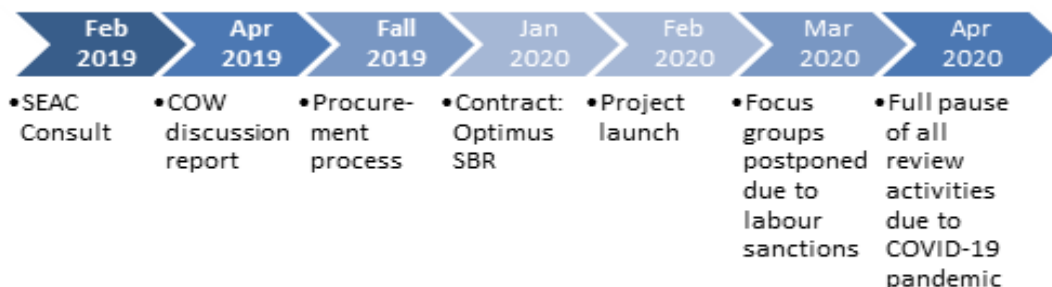 Feb
2019
Apr
2019
Fall
2019
Jan
2020
Feb
2020
Mar
2020
Apr
2020
•SEAC
Consult
•COW
discussion
report
•Procure-
ment
process
•Contract:
Optimus
SBR
•Project
launch
•Focus
groups
postponed
due to
labour
sanctions
•Full pause
of all
review
activities
due to
COVID-19
pandemic